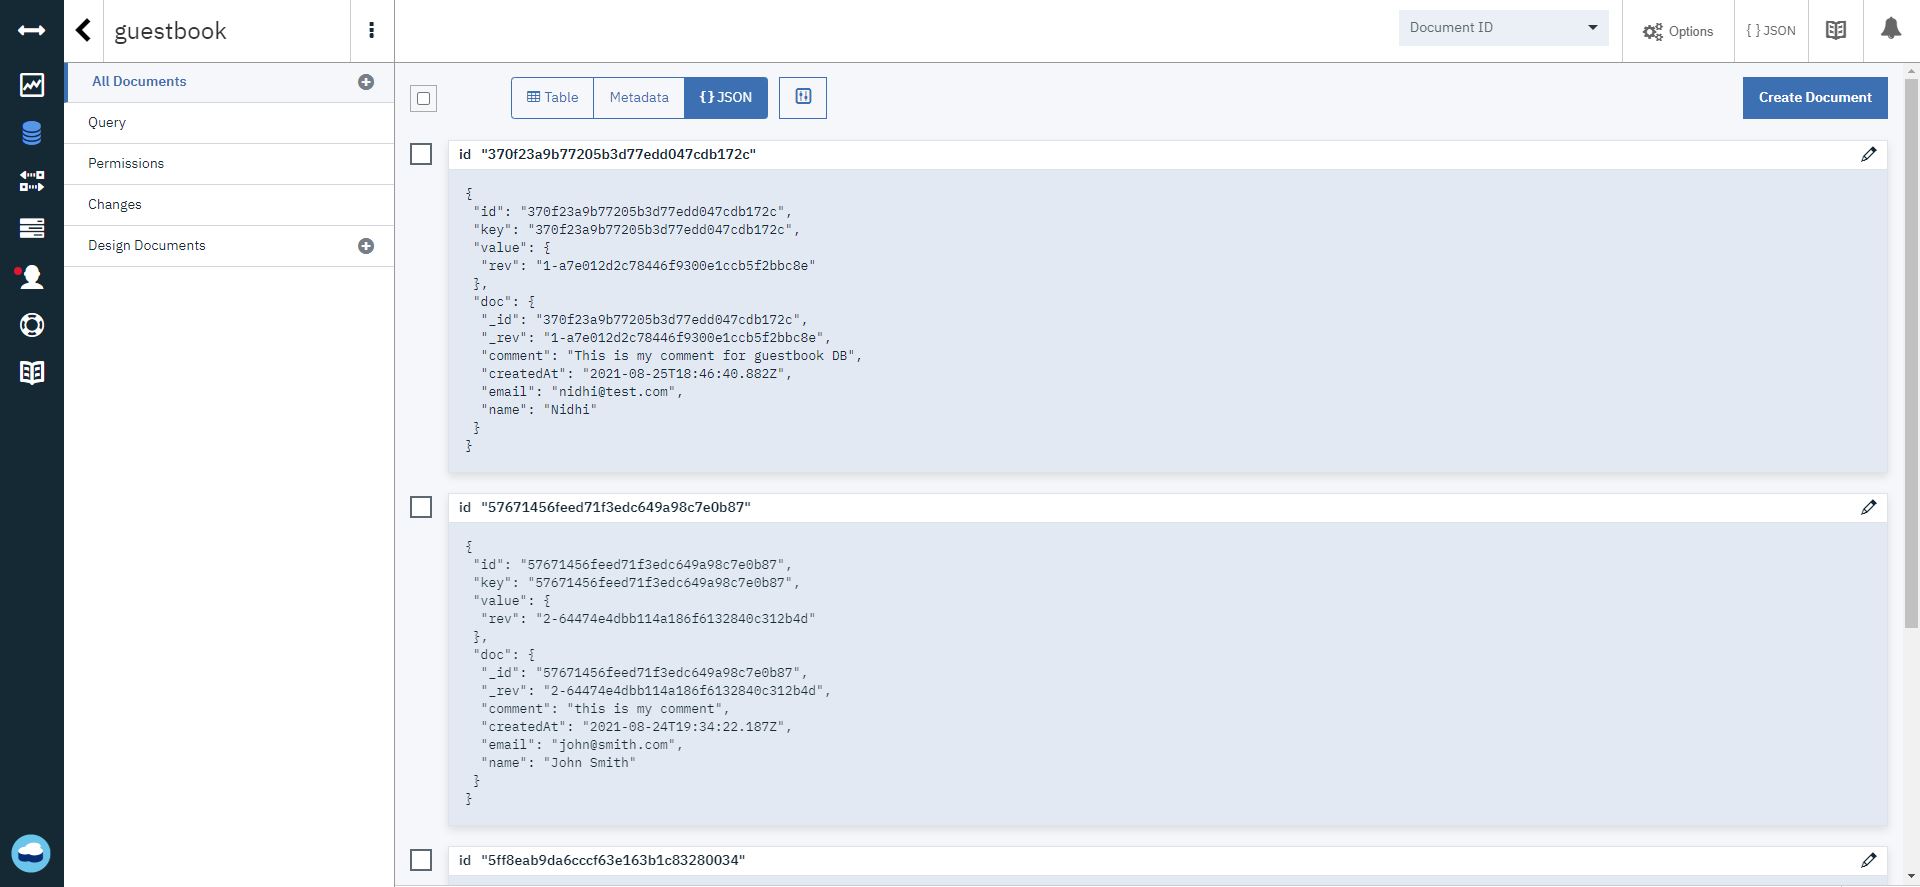 guestbook
Document ID
Options
{ } JSON
All Documents
Query
Permissions
Changes
Design Documents
Table
Metadata
{} JSON
Create Document
id "370f23a9b77205b3d77edd047cdb172c"
{
"id": "370f23a9b77205b3d77edd047cdb172c",
"key": "370f23a9b77205b3d77edd047cdb172c",
"value": {
"rev": "1-a7e012d2c78446f9300e1ccb5f2bbc8e"
},
"doc": {
"_id": "370f23a9b77205b3d77edd047cdb172c",
"_rev": "1-a7e012d2c78446f9300e1ccb5f2bbc8e",
"comment": "This is my comment for guestbook DB",
"createdAt": "2021-08-25T18:46:40.882Z",
"email": "nidhi@test.com",
"name": "Nidhi"
}
}
id "57671456feed71f3edc649a98c7e0b87"
{
"id": "57671456feed71f3edc649a98c7e0b87",
"key": "57671456feed71f3edc649a98c7e0b87",
"value": {
"rev": "2-64474e4dbb114a186f6132840c312b4d"
},
"doc": {
"_id": "57671456feed71f3edc649a98c7e0b87",
"_rev": "2-64474e4dbb114a186f6132840c312b4d",
"comment": "this is my comment",
"createdAt": "2021-08-24T19:34:22.187Z",
"email": "john@smith.com",
"name": "John Smith"
}
}
id "5ff8eab9da6cccf63e163b1c83280034"